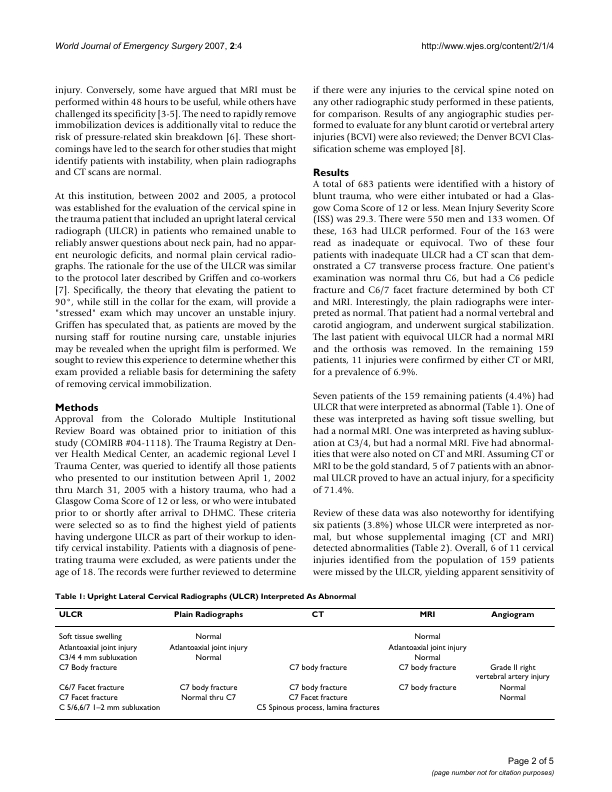 World Journal of Emergency Surgery 2007, 2:4
http://www.wjes.org/content/2/1/4
injury. Conversely, some have argued that MRI must be
performed within 48 hours to be useful, while others have
challenged its specificity [3-5]. The need to rapidly remove
immobilization devices is additionally vital to reduce the
risk of pressure-related skin breakdown [6]. These short-
comings have led to the search for other studies that might
identify patients with instability, when plain radiographs
and CT scans are normal.
At this institution, between 2002 and 2005, a protocol
was established for the evaluation of the cervical spine in
the trauma patient that included an upright lateral cervical
radiograph (ULCR) in patients who remained unable to
reliably answer questions about neck pain, had no appar-
ent neurologic deficits, and normal plain cervical radio-
graphs. The rationale for the use of the ULCR was similar
to the protocol later described by Griffen and co-workers
[7]. Specifically, the theory that elevating the patient to
90°, while still in the collar for the exam, will provide a
"stressed" exam which may uncover an unstable injury.
Griffen has speculated that, as patients are moved by the
nursing staff for routine nursing care, unstable injuries
may be revealed when the upright film is performed. We
sought to review this experience to determine whether this
exam provided a reliable basis for determining the safety
of removing cervical immobilization.
Methods
Approval from the Colorado Multiple Institutional
Review Board was obtained prior to initiation of this
study (COMIRB #04-1118). The Trauma Registry at Den-
ver Health Medical Center, an academic regional Level I
Trauma Center, was queried to identify all those patients
who presented to our institution between April 1, 2002
thru March 31, 2005 with a history trauma, who had a
Glasgow Coma Score of 12 or less, or who were intubated
prior to or shortly after arrival to DHMC. These criteria
were selected so as to find the highest yield of patients
having undergone ULCR as part of their workup to iden-
tify cervical instability. Patients with a diagnosis of pene-
trating trauma were excluded, as were patients under the
age of 18. The records were further reviewed to determine
if there were any injuries to the cervical spine noted on
any other radiographic study performed in these patients,
for comparison. Results of any angiographic studies per-
formed to evaluate for any blunt carotid or vertebral artery
injuries (BCVI) were also reviewed; the Denver BCVI Clas-
sification scheme was employed [8].
Results
A total of 683 patients were identified with a history of
blunt trauma, who were either intubated or had a Glas-
gow Coma Score of 12 or less. Mean Injury Severity Score
(ISS) was 29.3. There were 550 men and 133 women. Of
these, 163 had ULCR performed. Four of the 163 were
read as inadequate or equivocal. Two of these four
patients with inadequate ULCR had a CT scan that dem-
onstrated a C7 transverse process fracture. One patient's
examination was normal thru C6, but had a C6 pedicle
fracture and C6/7 facet fracture determined by both CT
and MRI. Interestingly, the plain radiographs were inter-
preted as normal. That patient had a normal vertebral and
carotid angiogram, and underwent surgical stabilization.
The last patient with equivocal ULCR had a normal MRI
and the orthosis was removed. In the remaining 159
patients, 11 injuries were confirmed by either CT or MRI,
for a prevalence of 6.9%.
Seven patients of the 159 remaining patients (4.4%) had
ULCR that were interpreted as abnormal (Table 1). One of
these was interpreted as having soft tissue swelling, but
had a normal MRI. One was interpreted as having sublux-
ation at C3/4, but had a normal MRI. Five had abnormal-
ities that were also noted on CT and MRI. Assuming CT or
MRI to be the gold standard, 5 of 7 patients with an abnor-
mal ULCR proved to have an actual injury, for a specificity
of 71.4%.
Review of these data was also noteworthy for identifying
six patients (3.8%) whose ULCR were interpreted as nor-
mal, but whose supplemental imaging (CT and MRI)
detected abnormalities (Table 2). Overall, 6 of 11 cervical
injuries identified from the population of 159 patients
were missed by the ULCR, yielding apparent sensitivity of
Table 1: Upright Lateral Cervical Radiographs (ULCR) Interpreted As Abnormal
ULCR Plain Radiographs CT MRI Angiogram
Soft tissue swelling Normal Normal
Atlantoaxial joint injury Atlantoaxial joint injury Atlantoaxial joint injury
C3/4 4 mm subluxation Normal Normal
C7 Body fracture C7 body fracture C7 body fracture Grade II right
vertebral artery injury
C6/7 Facet fracture C7 body fracture C7 body fracture C7 body fracture Normal
C7 Facet fracture Normal thru C7 C7 Facet fracture Normal
C 5/6,6/7 1–2 mm subluxation C5 Spinous process, lamina fractures
Page 2 of 5
(page number not for citation purposes)